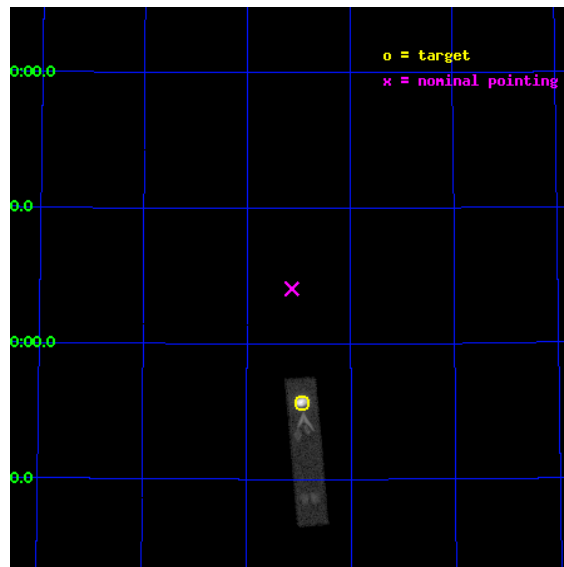 o = target
0:00.0
x = nominal pointing
0.0
0:00.0
0.0